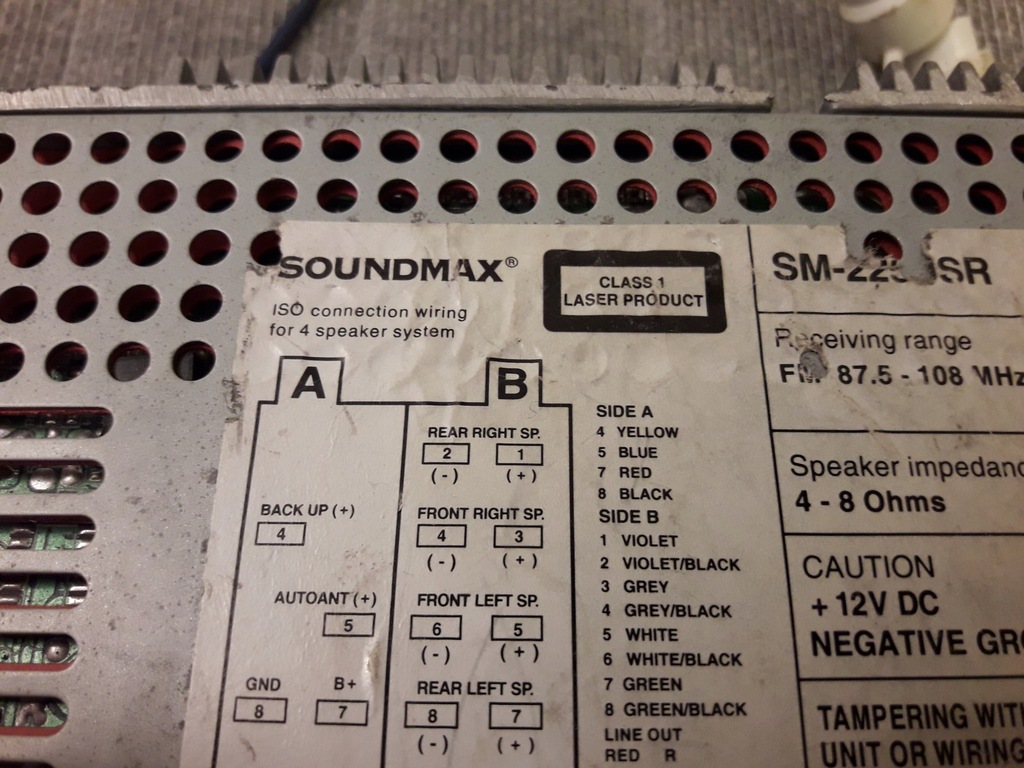 SOUNDMAX®
ISO connection wiring
for 4 speaker system
CLASS 1
LASER PRODUCT
A
BACK UP (+)
4
AUTOANT (+)
5
GND B+
8 7
B
REAR RIGHT SP.
2 1
(-) (+)
FRONT RIGHT SP.
4 3
(-) (+)
FRONT LEFT SP.
6 5
(-) (+)
REAR LEFT SP.
8 7
(-) (+)
SIDE A
4 YELLOW
5 BLUE
7 RED
8 BLACK
SIDE B
1 VIOLET
2 VIOLET/BLACK
3 GREY
4 GREY/BLACK
5 WHITE
6 WHITE/BLACK
7 GREEN
8 GREEN/BLACK
LINE OUT
RED R
Receiving range
FM 87.5 - 108 MHz
Speaker impedanc
4 - 8 Ohms
CAUTION
+ 12V DC
NEGATIVE GR
TAMPERING WIT
UNIT OR WIRING